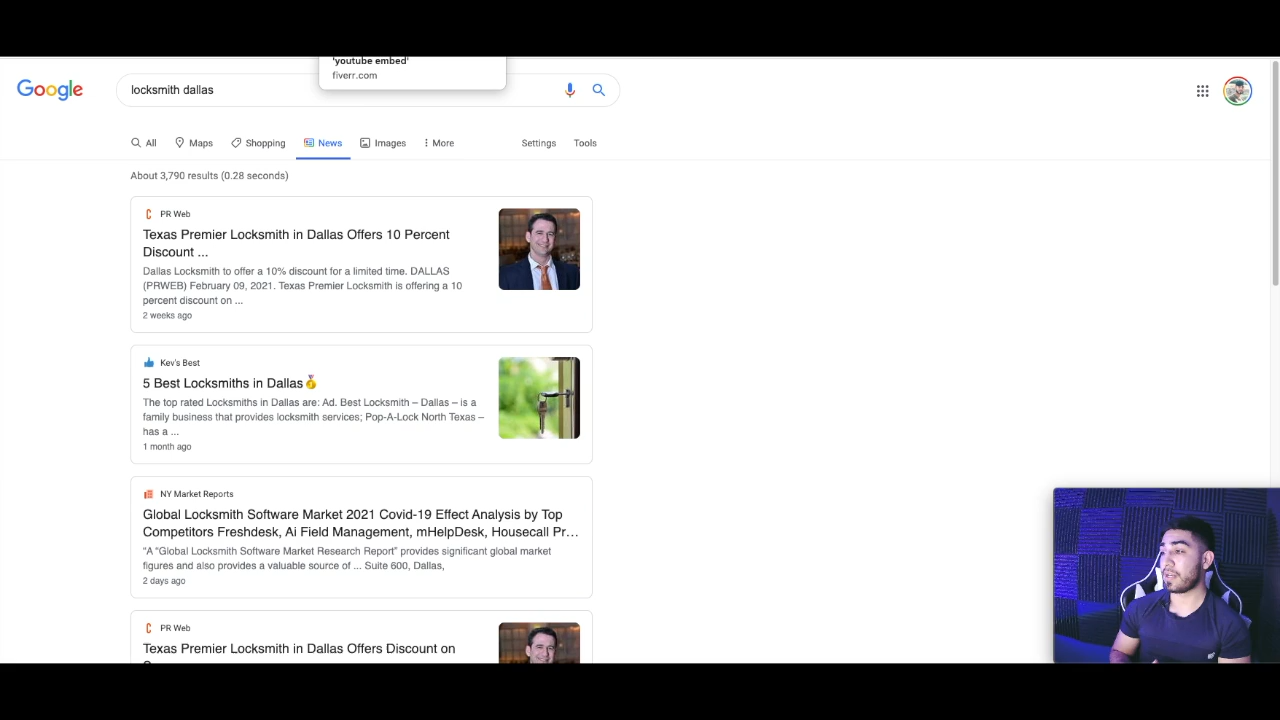 'youtube embed'
fiverr.com
Google
locksmith dallas
All
Maps
Shopping
News
Images
More
Settings
Tools
About 3,790 results (0.28 seconds)
PR Web
Texas Premier Locksmith in Dallas Offers 10 Percent
Discount ...
Dallas Locksmith to offer a 10% discount for a limited time. DALLAS
(PRWEB) February 09, 2021. Texas Premier Locksmith is offering a 10
percent discount on ...
2 weeks ago
Kev's Best
5 Best Locksmiths in Dallas🏅
The top rated Locksmiths in Dallas are: Ad. Best Locksmith – Dallas – is a
family business that provides locksmith services; Pop-A-Lock North Texas –
has a ...
1 month ago
NY Market Reports
Global Locksmith Software Market 2021 Covid-19 Effect Analysis by Top
Competitors Freshdesk, Ai Field Management, mHelpDesk, Housecall Pr...
"A "Global Locksmith Software Market Research Report" provides significant global market
figures and also provides a valuable source of ... Suite 600, Dallas,
2 days ago
PR Web
Texas Premier Locksmith in Dallas Offers Discount on